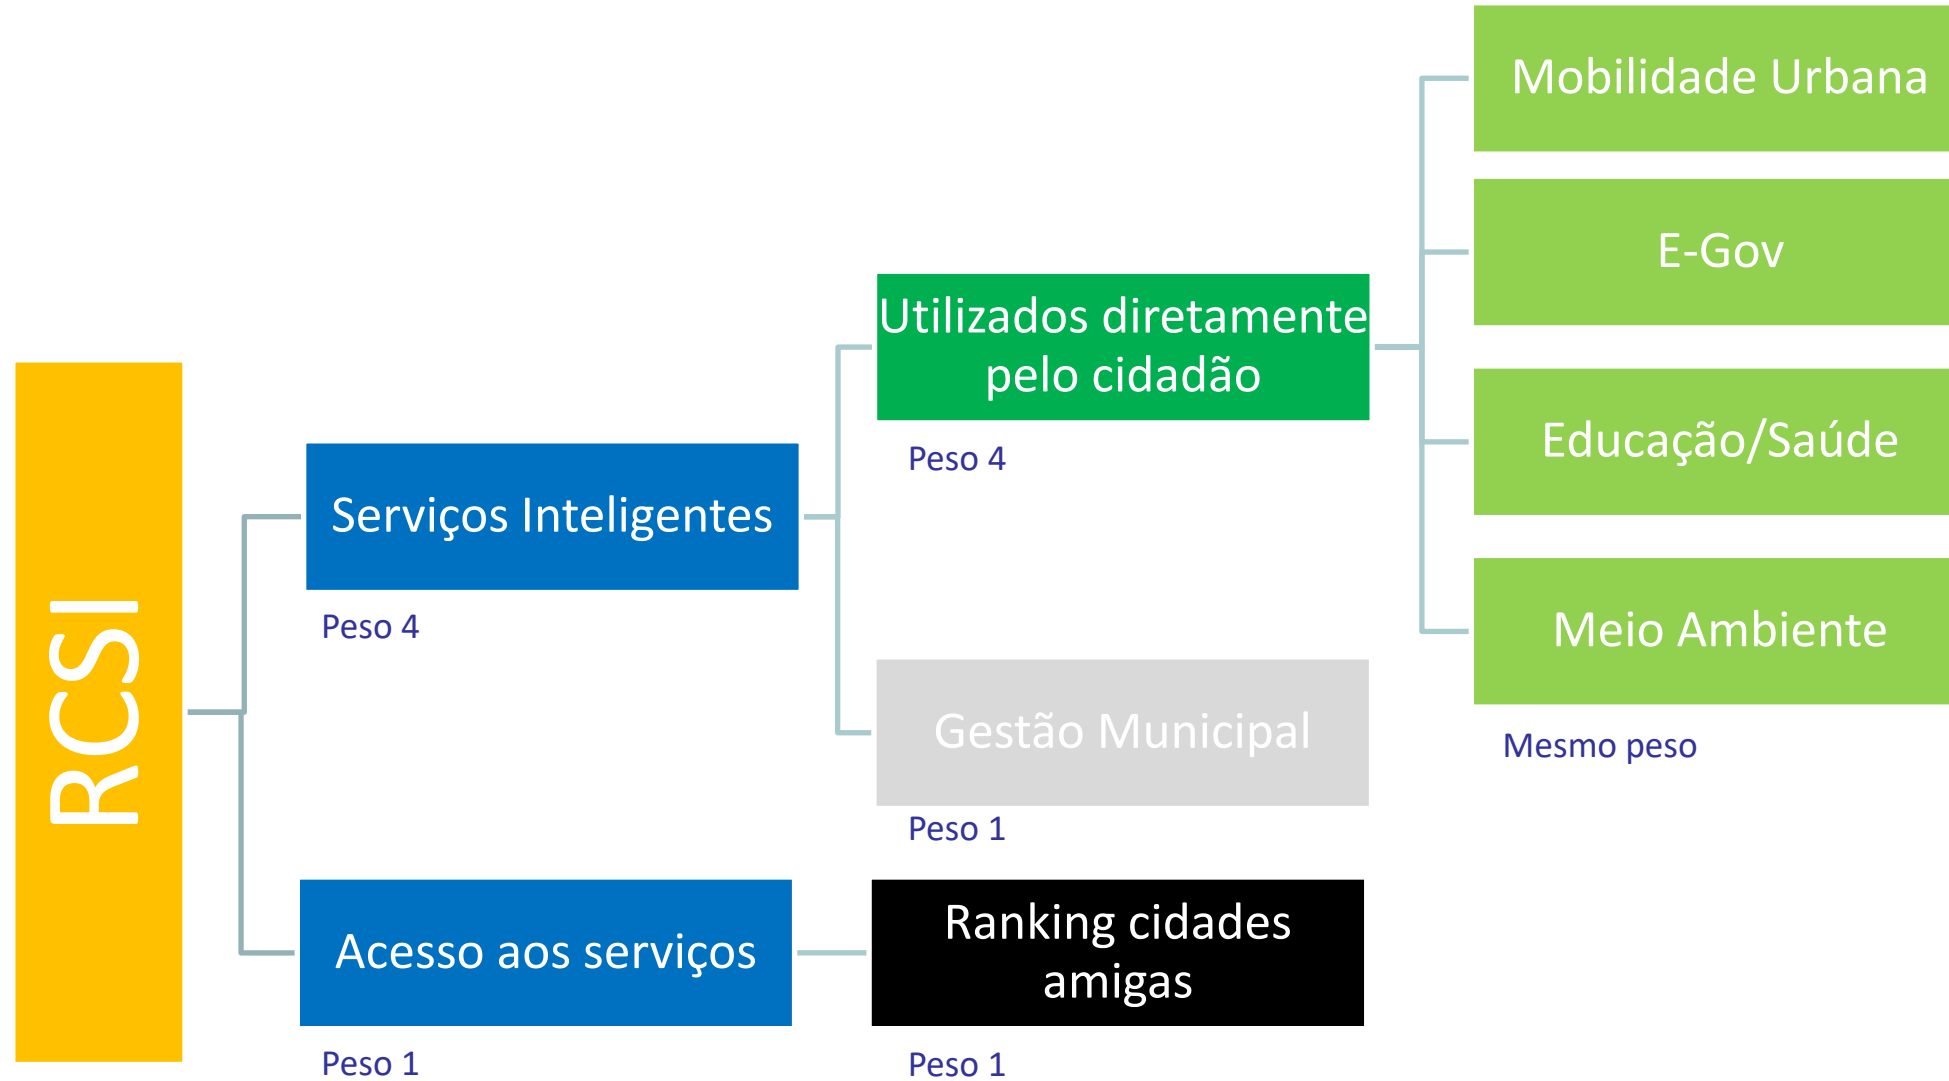 RCSI
Serviços Inteligentes
Peso 4
Acesso aos serviços
Peso 1
Utilizados diretamente
pelo cidadão
Peso 4
Gestão Municipal
Peso 1
Ranking cidades
amigas
Peso 1
Mobilidade Urbana
E-Gov
Educação/Saúde
Meio Ambiente
Mesmo peso